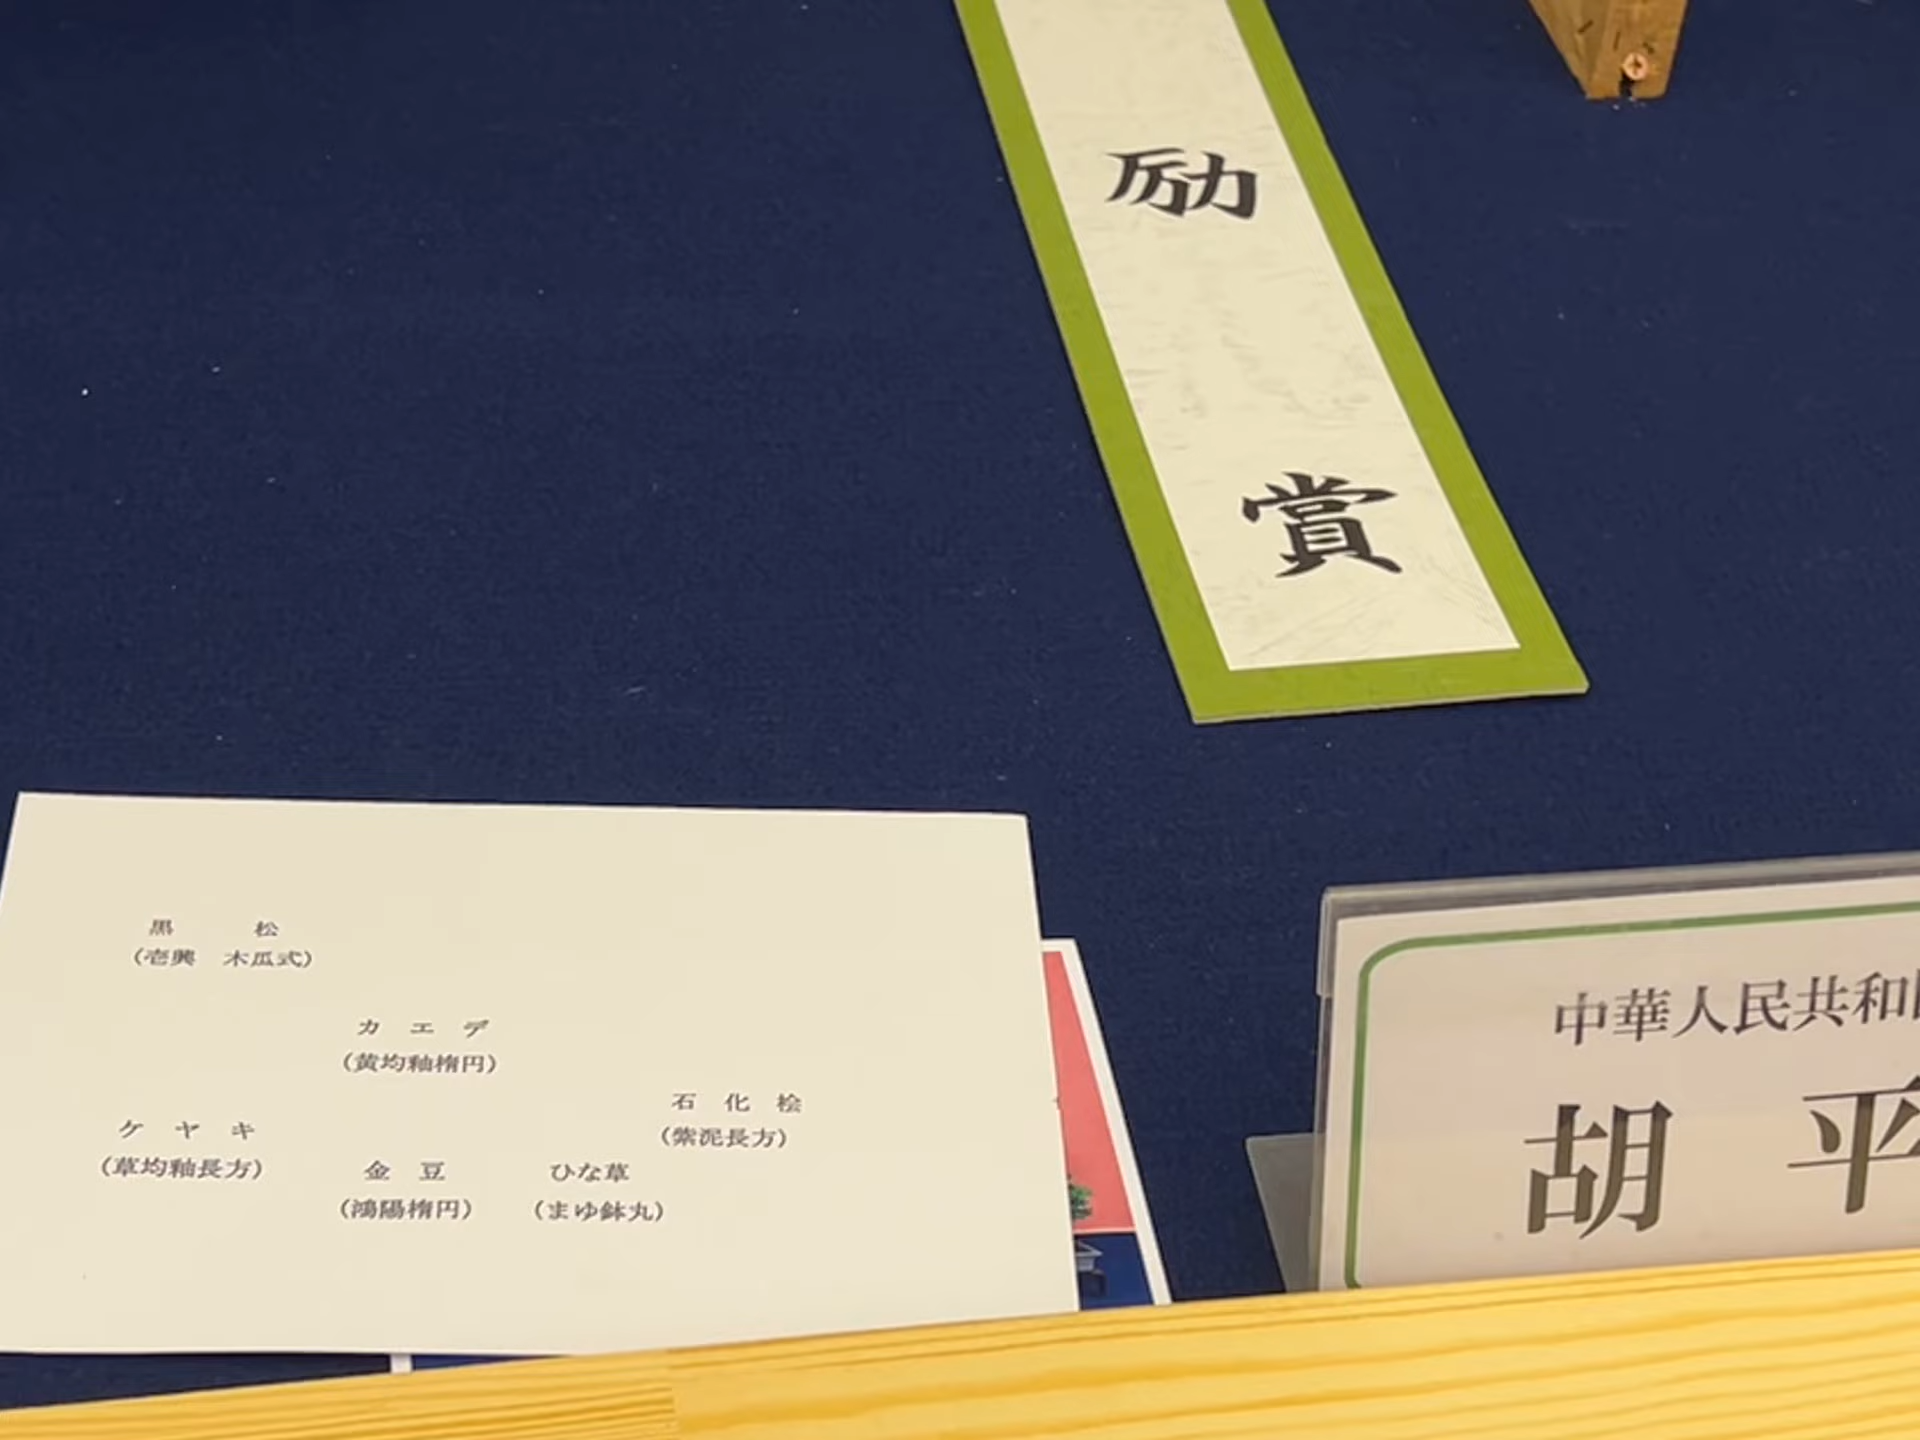 励
賞
黒 松
（壱興 木瓜式）
カエデ
（黄均釉楕円）
石化桧
（紫泥長方）
ケヤキ
（草均釉長方）
金豆
（鴻陽楕円）
ひな草
（まゆ鉢丸）
中華人民共和
胡 平